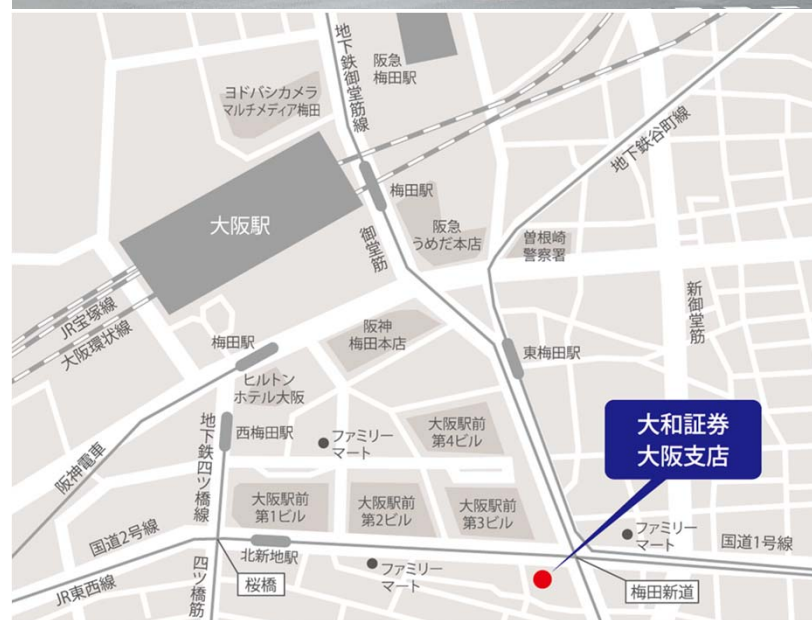 阪急
梅田駅
地下鉄御堂筋線
ヨドバシカメラ
マルチメディア梅田
地下鉄谷町線
梅田駅
大阪駅
御堂筋
阪急
うめだ本店
曽根崎
警察署
新御堂筋
JR宝塚線
大阪環状線
梅田駅
阪神
梅田本店
東梅田駅
ヒルトン
ホテル大阪
地下鉄四ツ橋線
西梅田駅
ファミリー
マート
大阪駅前
第4ビル
大和証券
大阪支店
阪神電車
大阪駅前
第1ビル
大阪駅前
第2ビル
大阪駅前
第3ビル
ファミリー
マート
国道1号線
国道2号線
北新地駅
ファミリー
マート
桜橋
梅田新道
JR東西線
四ツ橋筋